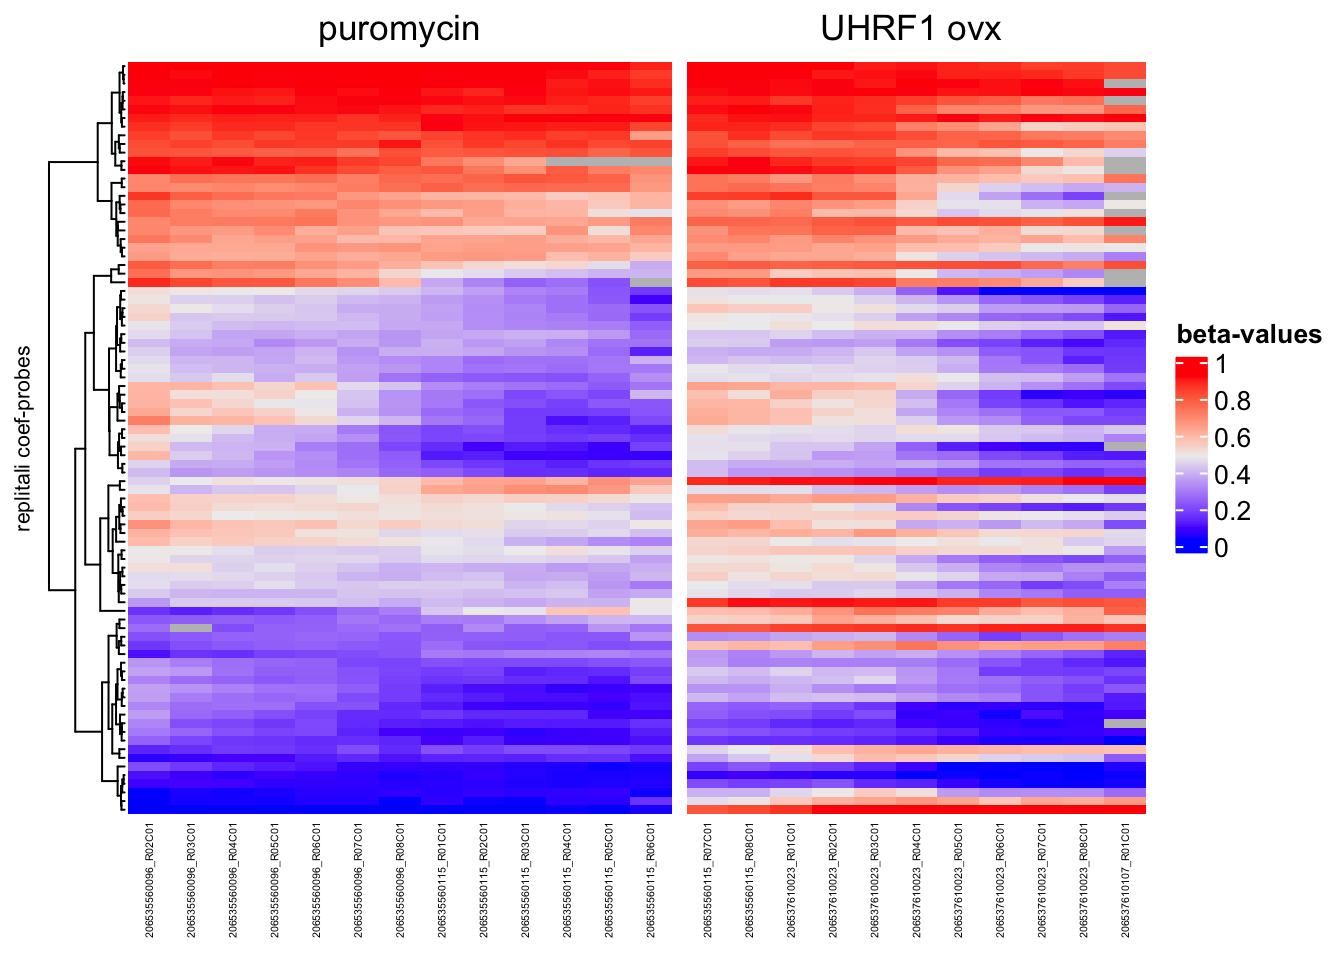 puromycin
UHRF1 ovx
replitali coef-probes
beta-values
1
0.8
0.6
0.4
0.2
0
206535560096_R02C01
206535560096_R03C01
206535560096_R04C01
206535560096_R05C01
206535560096_R06C01
206535560096_R07C01
206535560096_R08C01
206535560115_R01C01
206535560115_R02C01
206535560115_R03C01
206535560115_R04C01
206535560115_R05C01
206535560115_R06C01
206535560115_R07C01
206535560115_R08C01
206537610023_R01C01
206537610023_R02C01
206537610023_R03C01
206537610023_R04C01
206537610023_R05C01
206537610023_R06C01
206537610023_R07C01
206537610023_R08C01
206537610107_R01C01